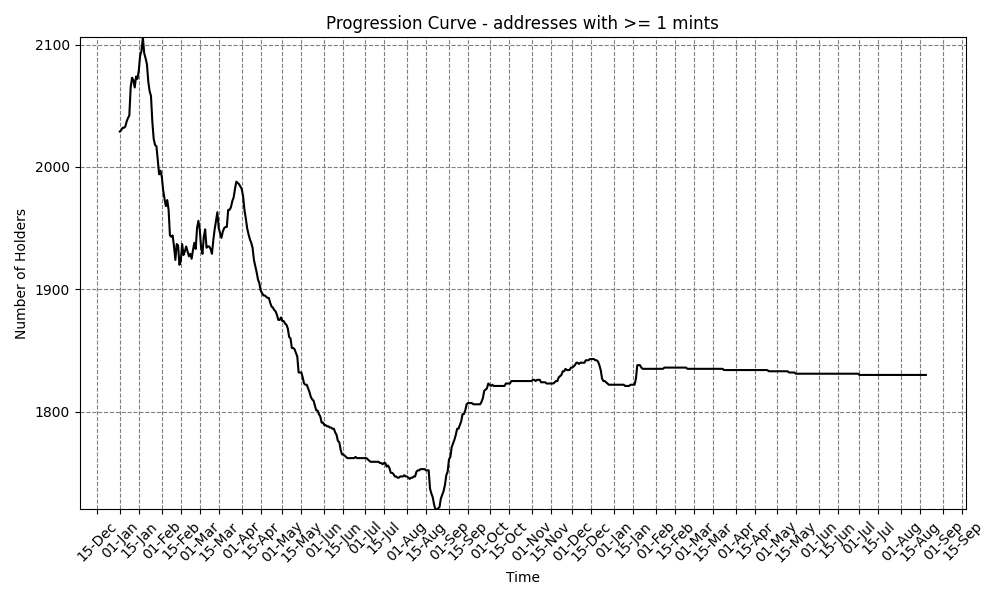 Progression Curve - addresses with >= 1 mints
Number of Holders
2100
2000
1900
1800
15-Dec
01-Jan
15-Jan
01-Feb
15-Feb
01-Mar
15-Mar
01-Apr
15-Apr
01-May
15-May
01-Jun
15-Jun
01-Jul
15-Jul
01-Aug
15-Aug
01-Sep
15-Sep
01-Oct
15-Oct
01-Nov
15-Nov
01-Dec
15-Dec
01-Jan
15-Jan
01-Feb
15-Feb
01-Mar
15-Mar
01-Apr
15-Apr
01-May
15-May
01-Jun
15-Jun
01-Jul
15-Jul
01-Aug
15-Aug
01-Sep
15-Sep
Time